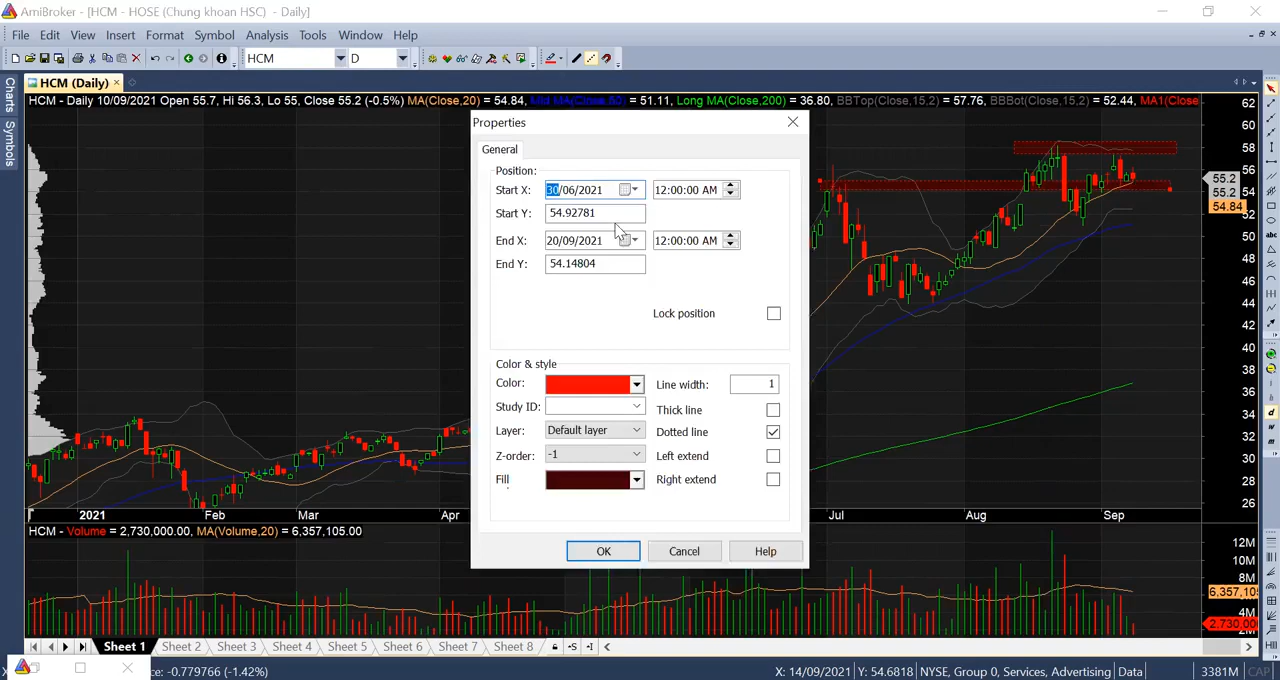 AmiBroker - [HCM - HOSE (Chung khoan HSC) - Daily]
File Edit View Insert Format Symbol Analysis Tools Window Help
HCM D
HCM (Daily)
Charts
Symbols
HCM - Daily 10/09/2021 Open 55.7, Hi 56.3, Lo 55, Close 55.2 (-0.5%) MA(Close,20) = 54.84, Mid MA(Close,50) = 51.11, Long MA(Close,200) = 36.80, BBTop(Close,15,2) = 57.76, BBBot(Close,15,2) = 52.44, MA1(Close
Properties
General
Position:
Start X: 30/06/2021 12:00:00 AM
Start Y: 54.92781
End X: 20/09/2021 12:00:00 AM
End Y: 54.14804
Lock position
Color & style
Color: Line width: 1
Study ID: Thick line
Layer: Default layer Dotted line
Z-order: -1 Left extend
Fill Right extend
OK Cancel Help
62
60
58
56
55.2
55.2
54
54.84
52
50
48
46
44
42
40
38
36
34
32
30
28
26
2021 Feb Mar Apr Jul Aug Sep
HCM - Volume = 2,730,000.00, MA(Volume,20) = 6,357,105.00
12M
10M
8M
6,357,105
4M
2,730,000
abc
d
w
m
Sheet 1 Sheet 2 Sheet 3 Sheet 4 Sheet 5 Sheet 6 Sheet 7 Sheet 8
ce: -0.779766 (-1.42%) X: 14/09/2021 Y: 54.6818 NYSE, Group 0, Services, Advertising Data 3381M CAP